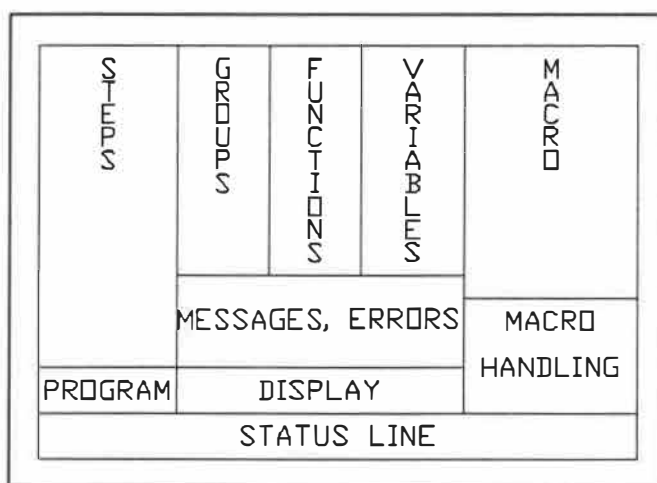 STEPS
GROUPS
FUNCTIONS
VARIABLES
MACRO
MESSAGES, ERRORS
MACRO
HANDLING
PROGRAM
DISPLAY
STATUS LINE